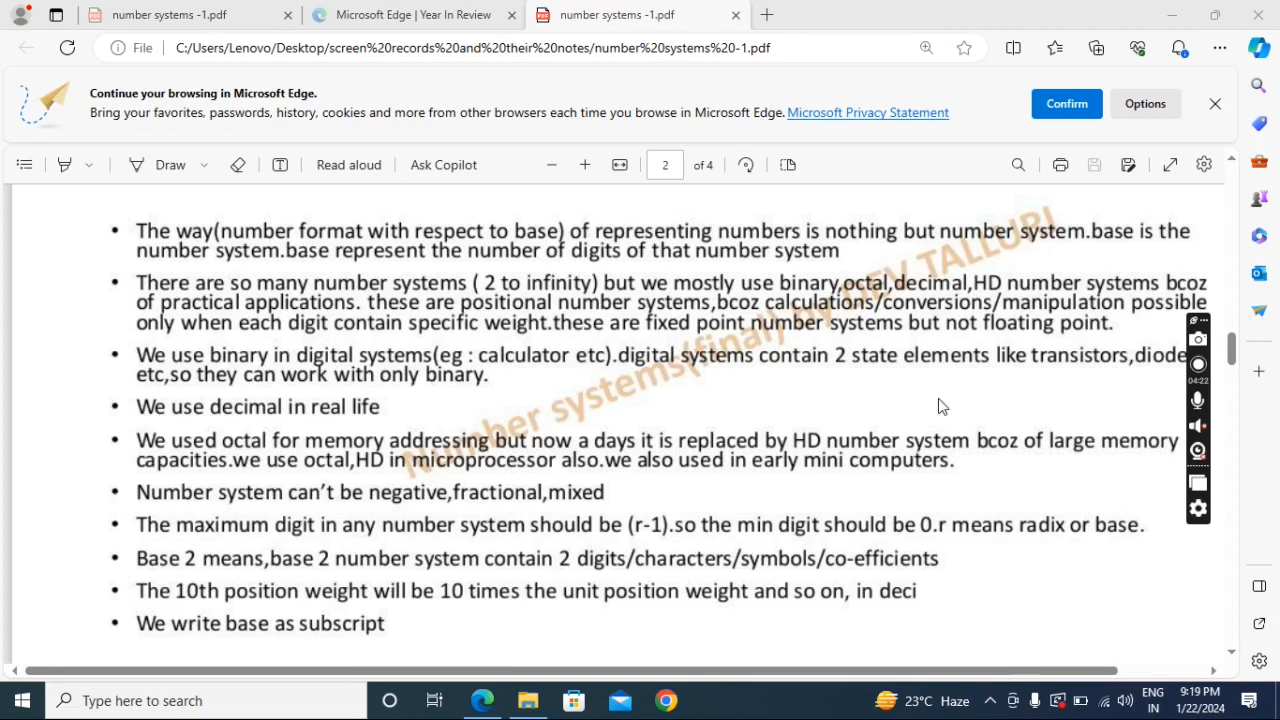 number systems -1.pdf
Microsoft Edge | Year In Review
number systems -1.pdf
File C:/Users/Lenovo/Desktop/screen%20records%20and%20their%20notes/number%20systems%20-1.pdf
Continue your browsing in Microsoft Edge.
Bring your favorites, passwords, history, cookies and more from other browsers each time you browse in Microsoft Edge. Microsoft Privacy Statement
Confirm
Options
Draw
Read aloud
Ask Copilot
2 of 4
• The way(number format with respect to base) of representing numbers is nothing but number system.base is the
number system.base represent the number of digits of that number system
• There are so many number systems ( 2 to infinity) but we mostly use binary,octal,decimal,HD number systems bcoz
of practical applications. these are positional number systems,bcoz calculations/conversions/manipulation possible
only when each digit contain specific weight.these are fixed point number systems but not floating point.
• We use binary in digital systems(eg : calculator etc).digital systems contain 2 state elements like transistors,diode
etc,so they can work with only binary.
• We use decimal in real life
• We used octal for memory addressing but now a days it is replaced by HD number system bcoz of large memory
capacities.we use octal,HD in microprocessor also.we also used in early mini computers.
• Number system can’t be negative,fractional,mixed
• The maximum digit in any number system should be (r-1).so the min digit should be 0.r means radix or base.
• Base 2 means,base 2 number system contain 2 digits/characters/symbols/co-efficients
• The 10th position weight will be 10 times the unit position weight and so on, in deci
• We write base as subscript
Number systems(final) by DEV TALLURI
04:22
Type here to search
23°C Haze
ENG
IN
9:19 PM
1/22/2024